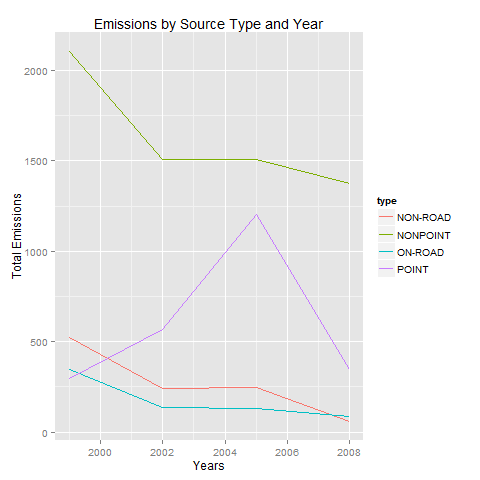 Emissions by Source Type and Year
2000
1500
1000
500
0
Total Emissions
2000
2002
2004
2006
2008
Years
type
NON-ROAD
NONPOINT
ON-ROAD
POINT